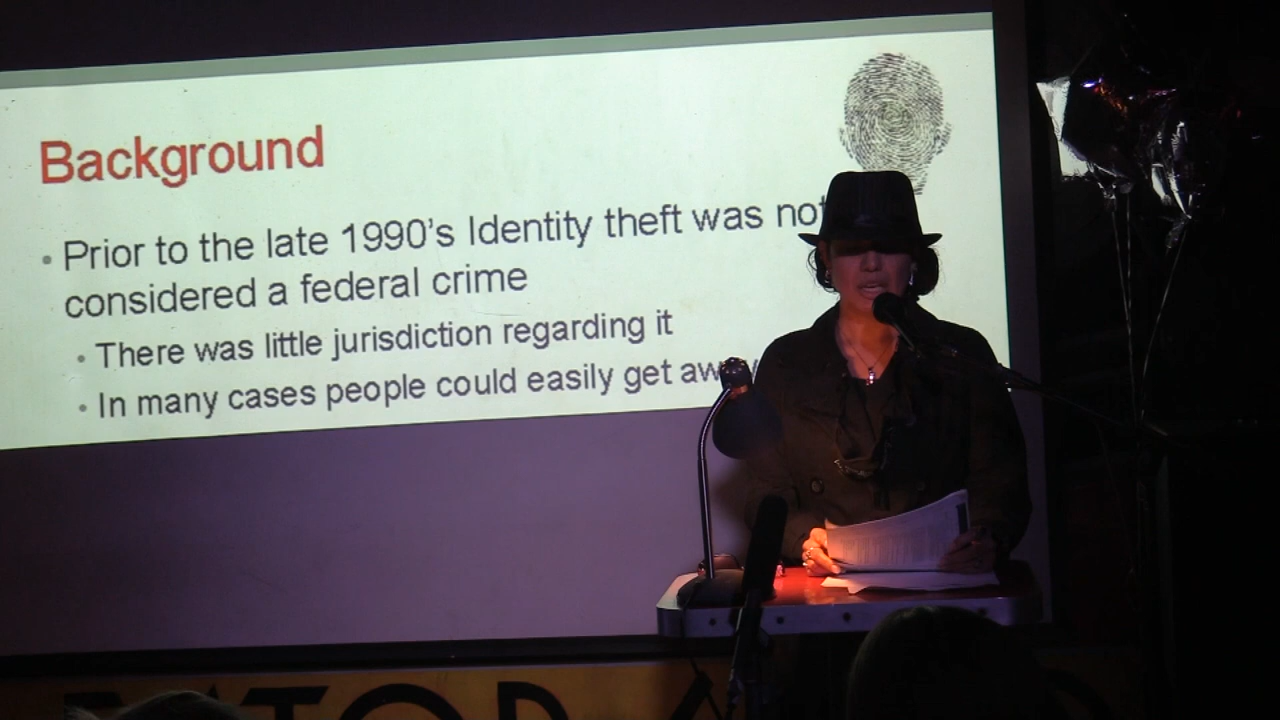 Background
Prior to the late 1990's Identity theft was not
considered a federal crime
There was little jurisdiction regarding it
In many cases people could easily get away